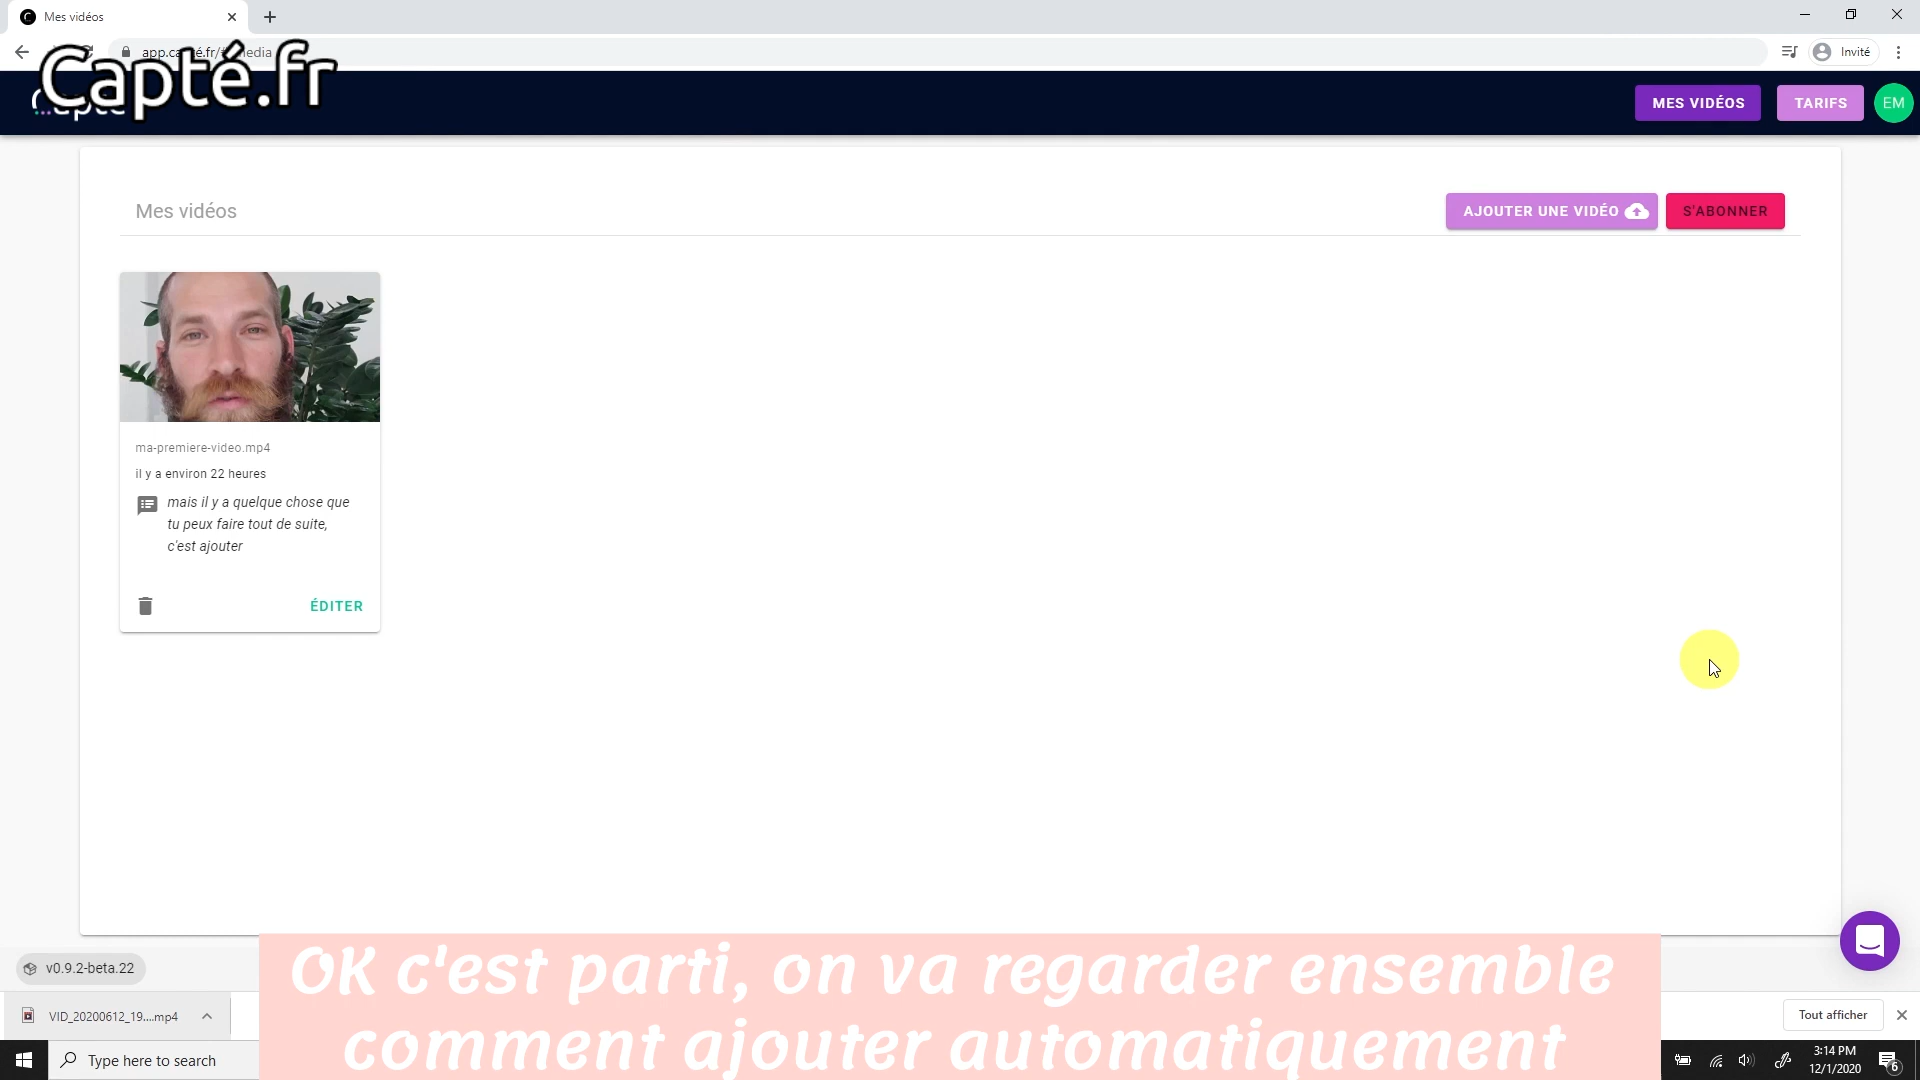 Mes vidéos
Capté.fr
Invité
MES VIDÉOS
TARIFS
EM
Mes vidéos
AJOUTER UNE VIDÉO
S'ABONNER
ma-premiere-video.mp4
il y a environ 22 heures
mais il y a quelque chose que
tu peux faire tout de suite,
c'est ajouter
ÉDITER
v0.9.2-beta.22
OK c'est parti, on va regarder ensemble
comment ajouter automatiquement
VID_20200612_19....mp4
Tout afficher
Type here to search
3:14 PM
12/1/2020
6